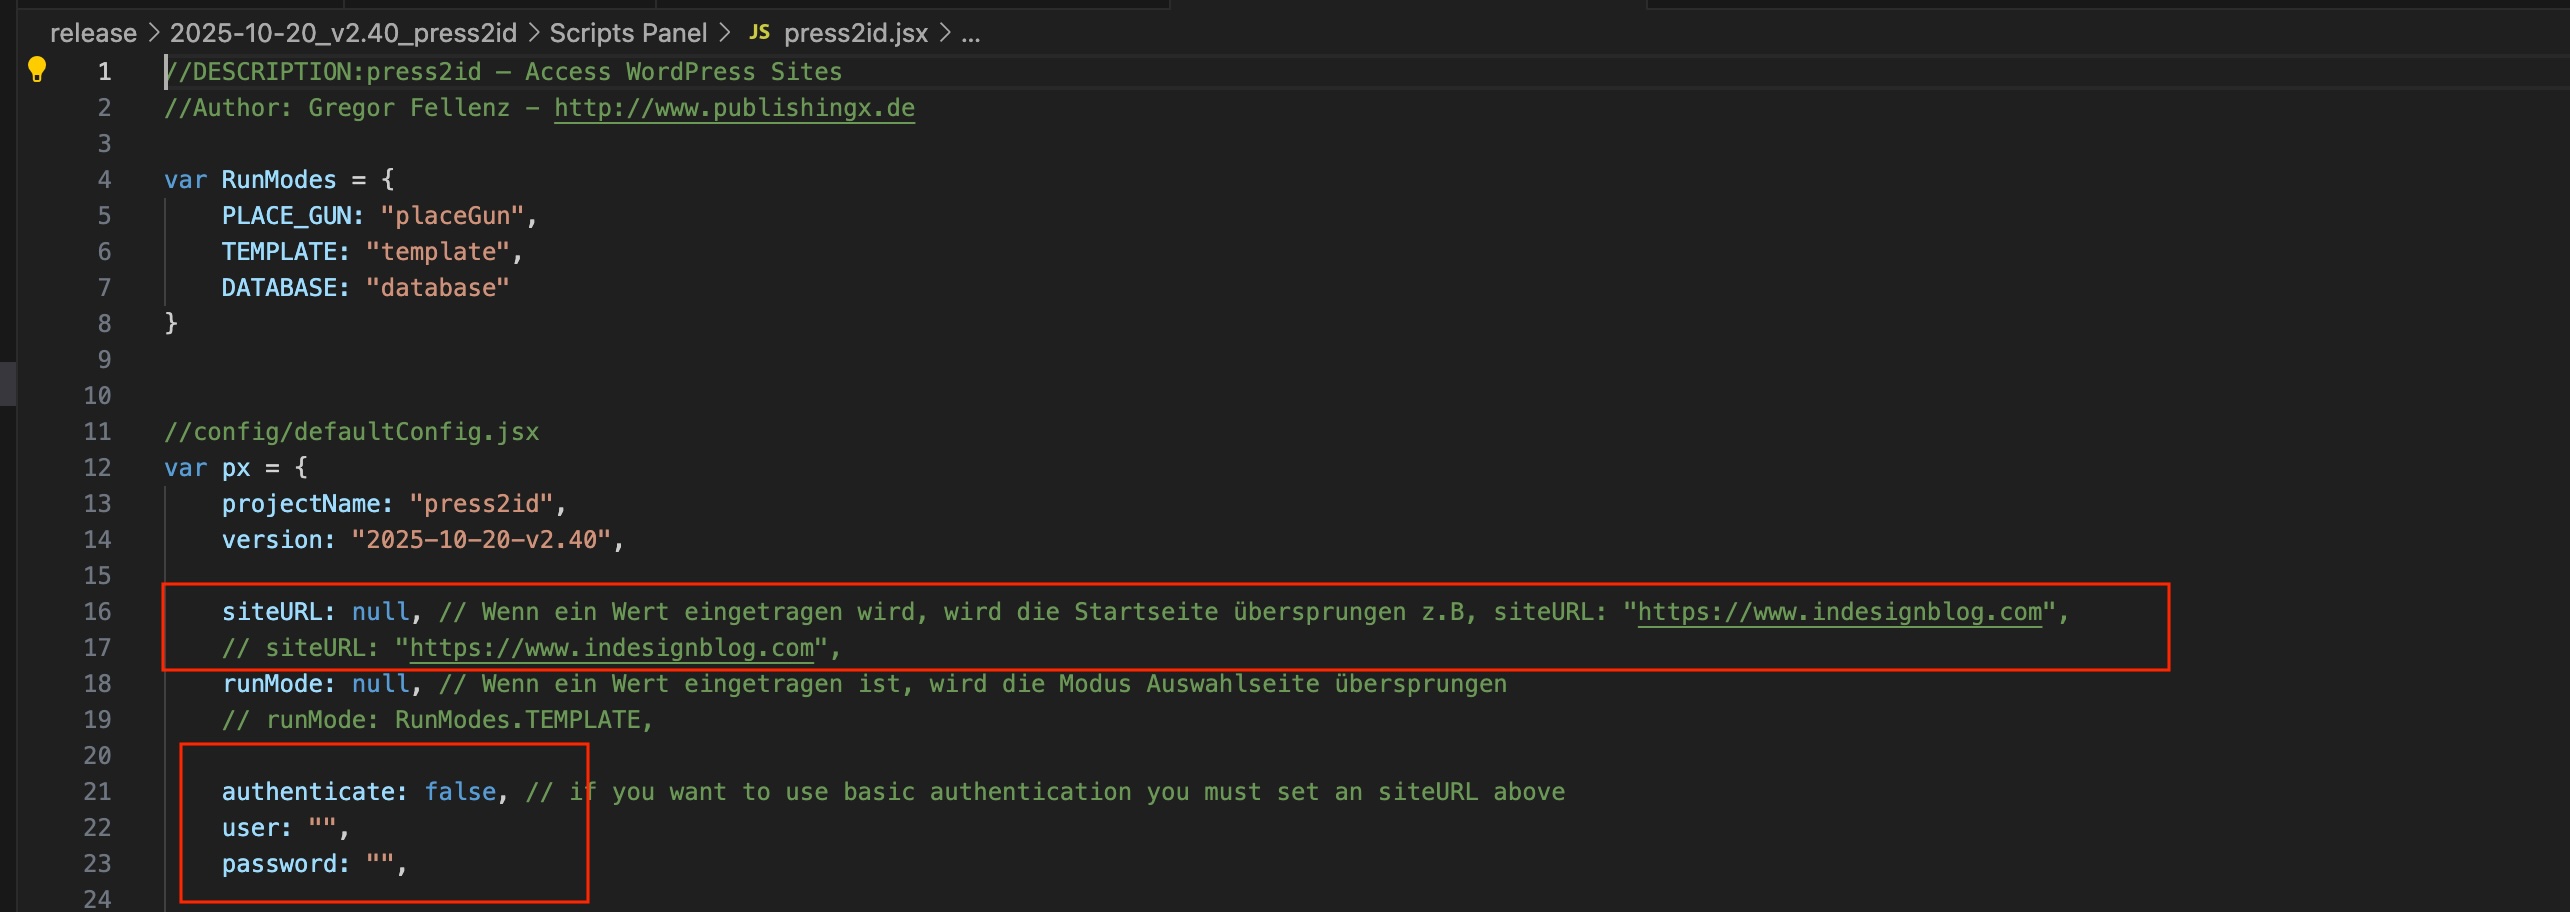 release > 2025-10-20_v2.40_press2id > Scripts Panel > JS press2id.jsx > ...
1 //DESCRIPTION:press2id – Access WordPress Sites
2 //Author: Gregor Fellenz - http://www.publishingx.de
3
4 var RunModes = {
5 PLACE_GUN: "placeGun",
6 TEMPLATE: "template",
7 DATABASE: "database"
8 }
9
10
11 //config/defaultConfig.jsx
12 var px = {
13 projectName: "press2id",
14 version: "2025-10-20-v2.40",
15
16 siteURL: null, // Wenn ein Wert eingetragen wird, wird die Startseite übersprungen z.B, siteURL: "https://www.indesignblog.com",
17 // siteURL: "https://www.indesignblog.com",
18 runMode: null, // Wenn ein Wert eingetragen ist, wird die Modus Auswahlseite übersprungen
19 // runMode: RunModes.TEMPLATE,
20
21 authenticate: false, // if you want to use basic authentication you must set an siteURL above
22 user: "",
23 password: "",
24